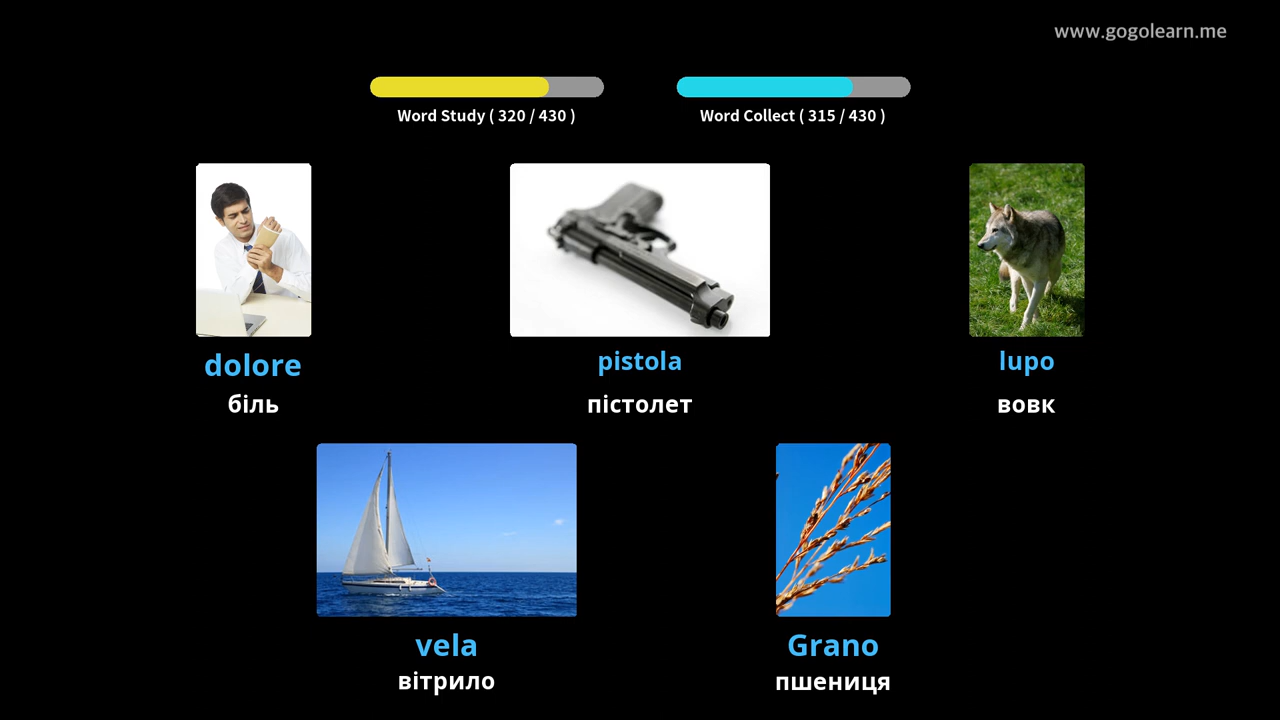 www.gogolearn.me
Word Study ( 320 / 430 )
Word Collect ( 315 / 430 )
dolore
pistola
lupo
біль
пістолет
вовк
vela
Grano
вітрило
пшениця